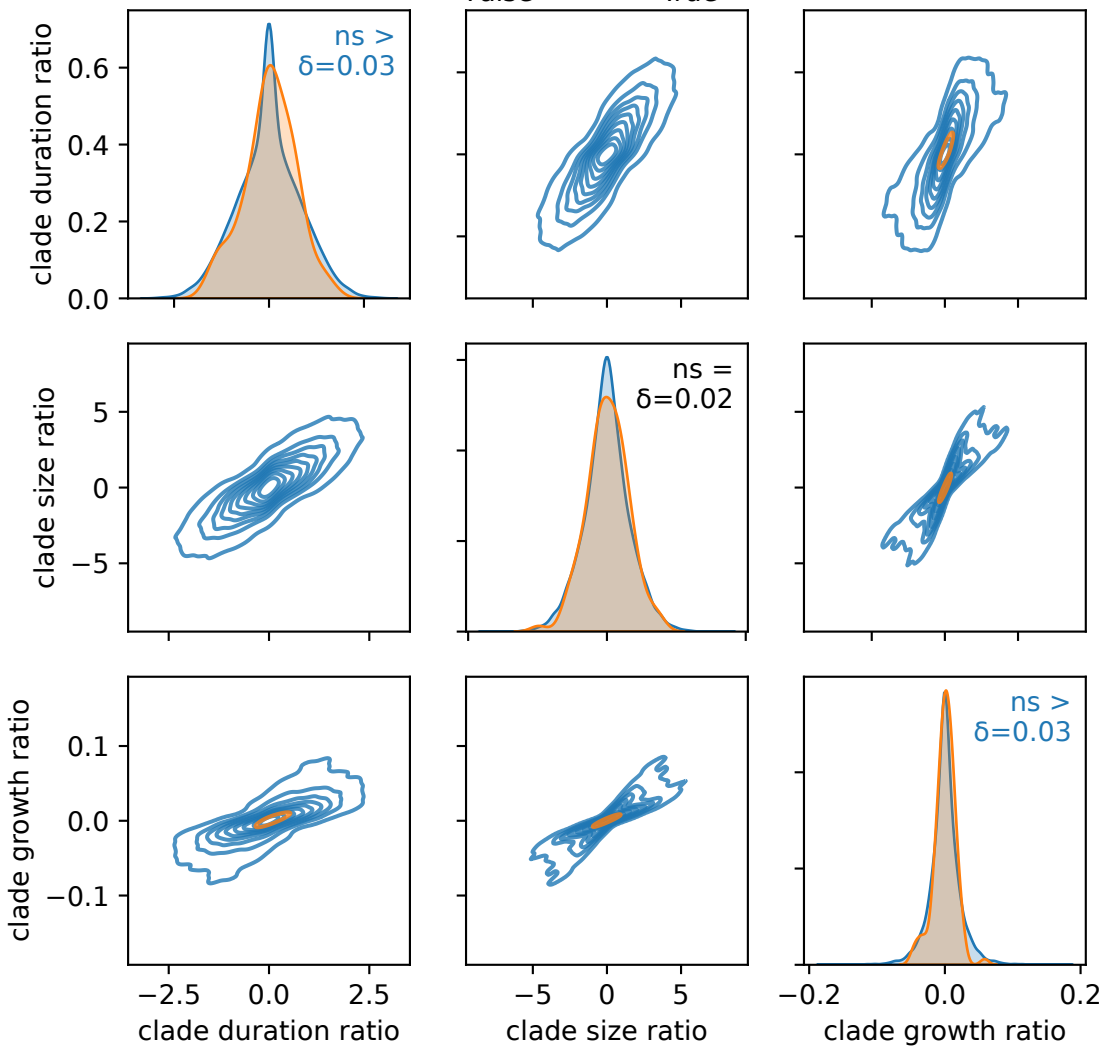 ns >
δ=0.03
clade duration ratio
0.6
0.4
0.2
0.0
ns =
δ=0.02
clade size ratio
5
0
−5
ns >
δ=0.03
clade growth ratio
0.1
0.0
−0.1
−2.5 0.0 2.5
−5 0 5
−0.2 0.0 0.2
clade duration ratio
clade size ratio
clade growth ratio